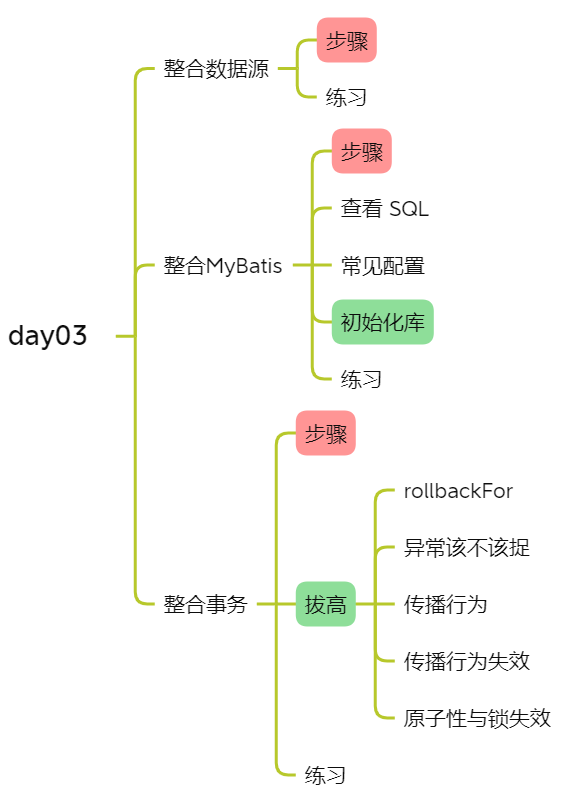 day03
整合数据源
步骤
练习
整合MyBatis
步骤
查看 SQL
常见配置
初始化库
练习
整合事务
步骤
拔高
rollbackFor
异常该不该捉
传播行为
传播行为失效
原子性与锁失效
练习